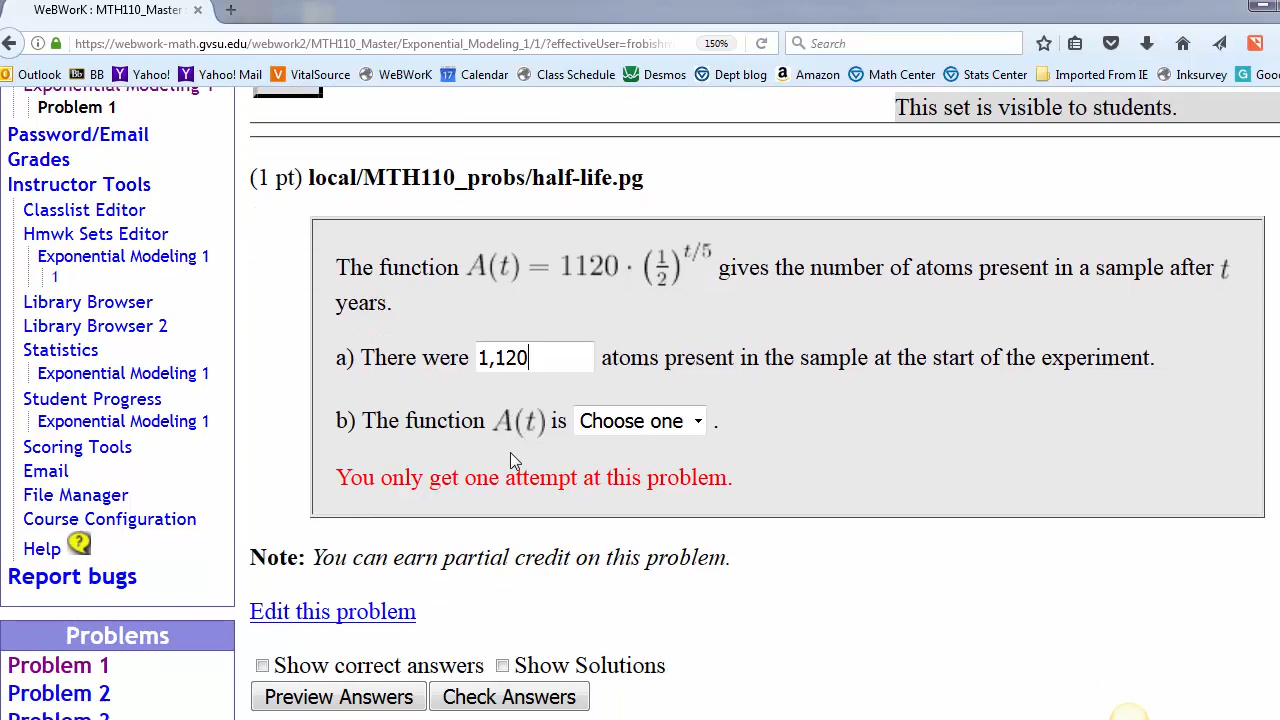 WeBWorK : MTH110_Master : × +
https://webwork-math.gvsu.edu/webwork2/MTH110_Master/Exponential_Modeling_1/1/?effectiveUser=frobishm 150% Search
Outlook BB Yahoo! Yahoo! Mail VitalSource WeBWorK Calendar Class Schedule Desmos Dept blog Amazon Math Center Stats Center Imported From IE Inksurvey Goo
Exponential Modeling 1
Problem 1
Password/Email
Grades
Instructor Tools
Classlist Editor
Hmwk Sets Editor
Exponential Modeling 1
1
Library Browser
Library Browser 2
Statistics
Exponential Modeling 1
Student Progress
Exponential Modeling 1
Scoring Tools
Email
File Manager
Course Configuration
Help ?
Report bugs
Problems
Problem 1
Problem 2
This set is visible to students.
(1 pt) local/MTH110_probs/half-life.pg
The function A(t) = 1120 · (1/2)^{t/5} gives the number of atoms present in a sample after t
years.
a) There were 1,120 atoms present in the sample at the start of the experiment.
b) The function A(t) is Choose one .
You only get one attempt at this problem.
Note: You can earn partial credit on this problem.
Edit this problem
Show correct answers Show Solutions
Preview Answers Check Answers